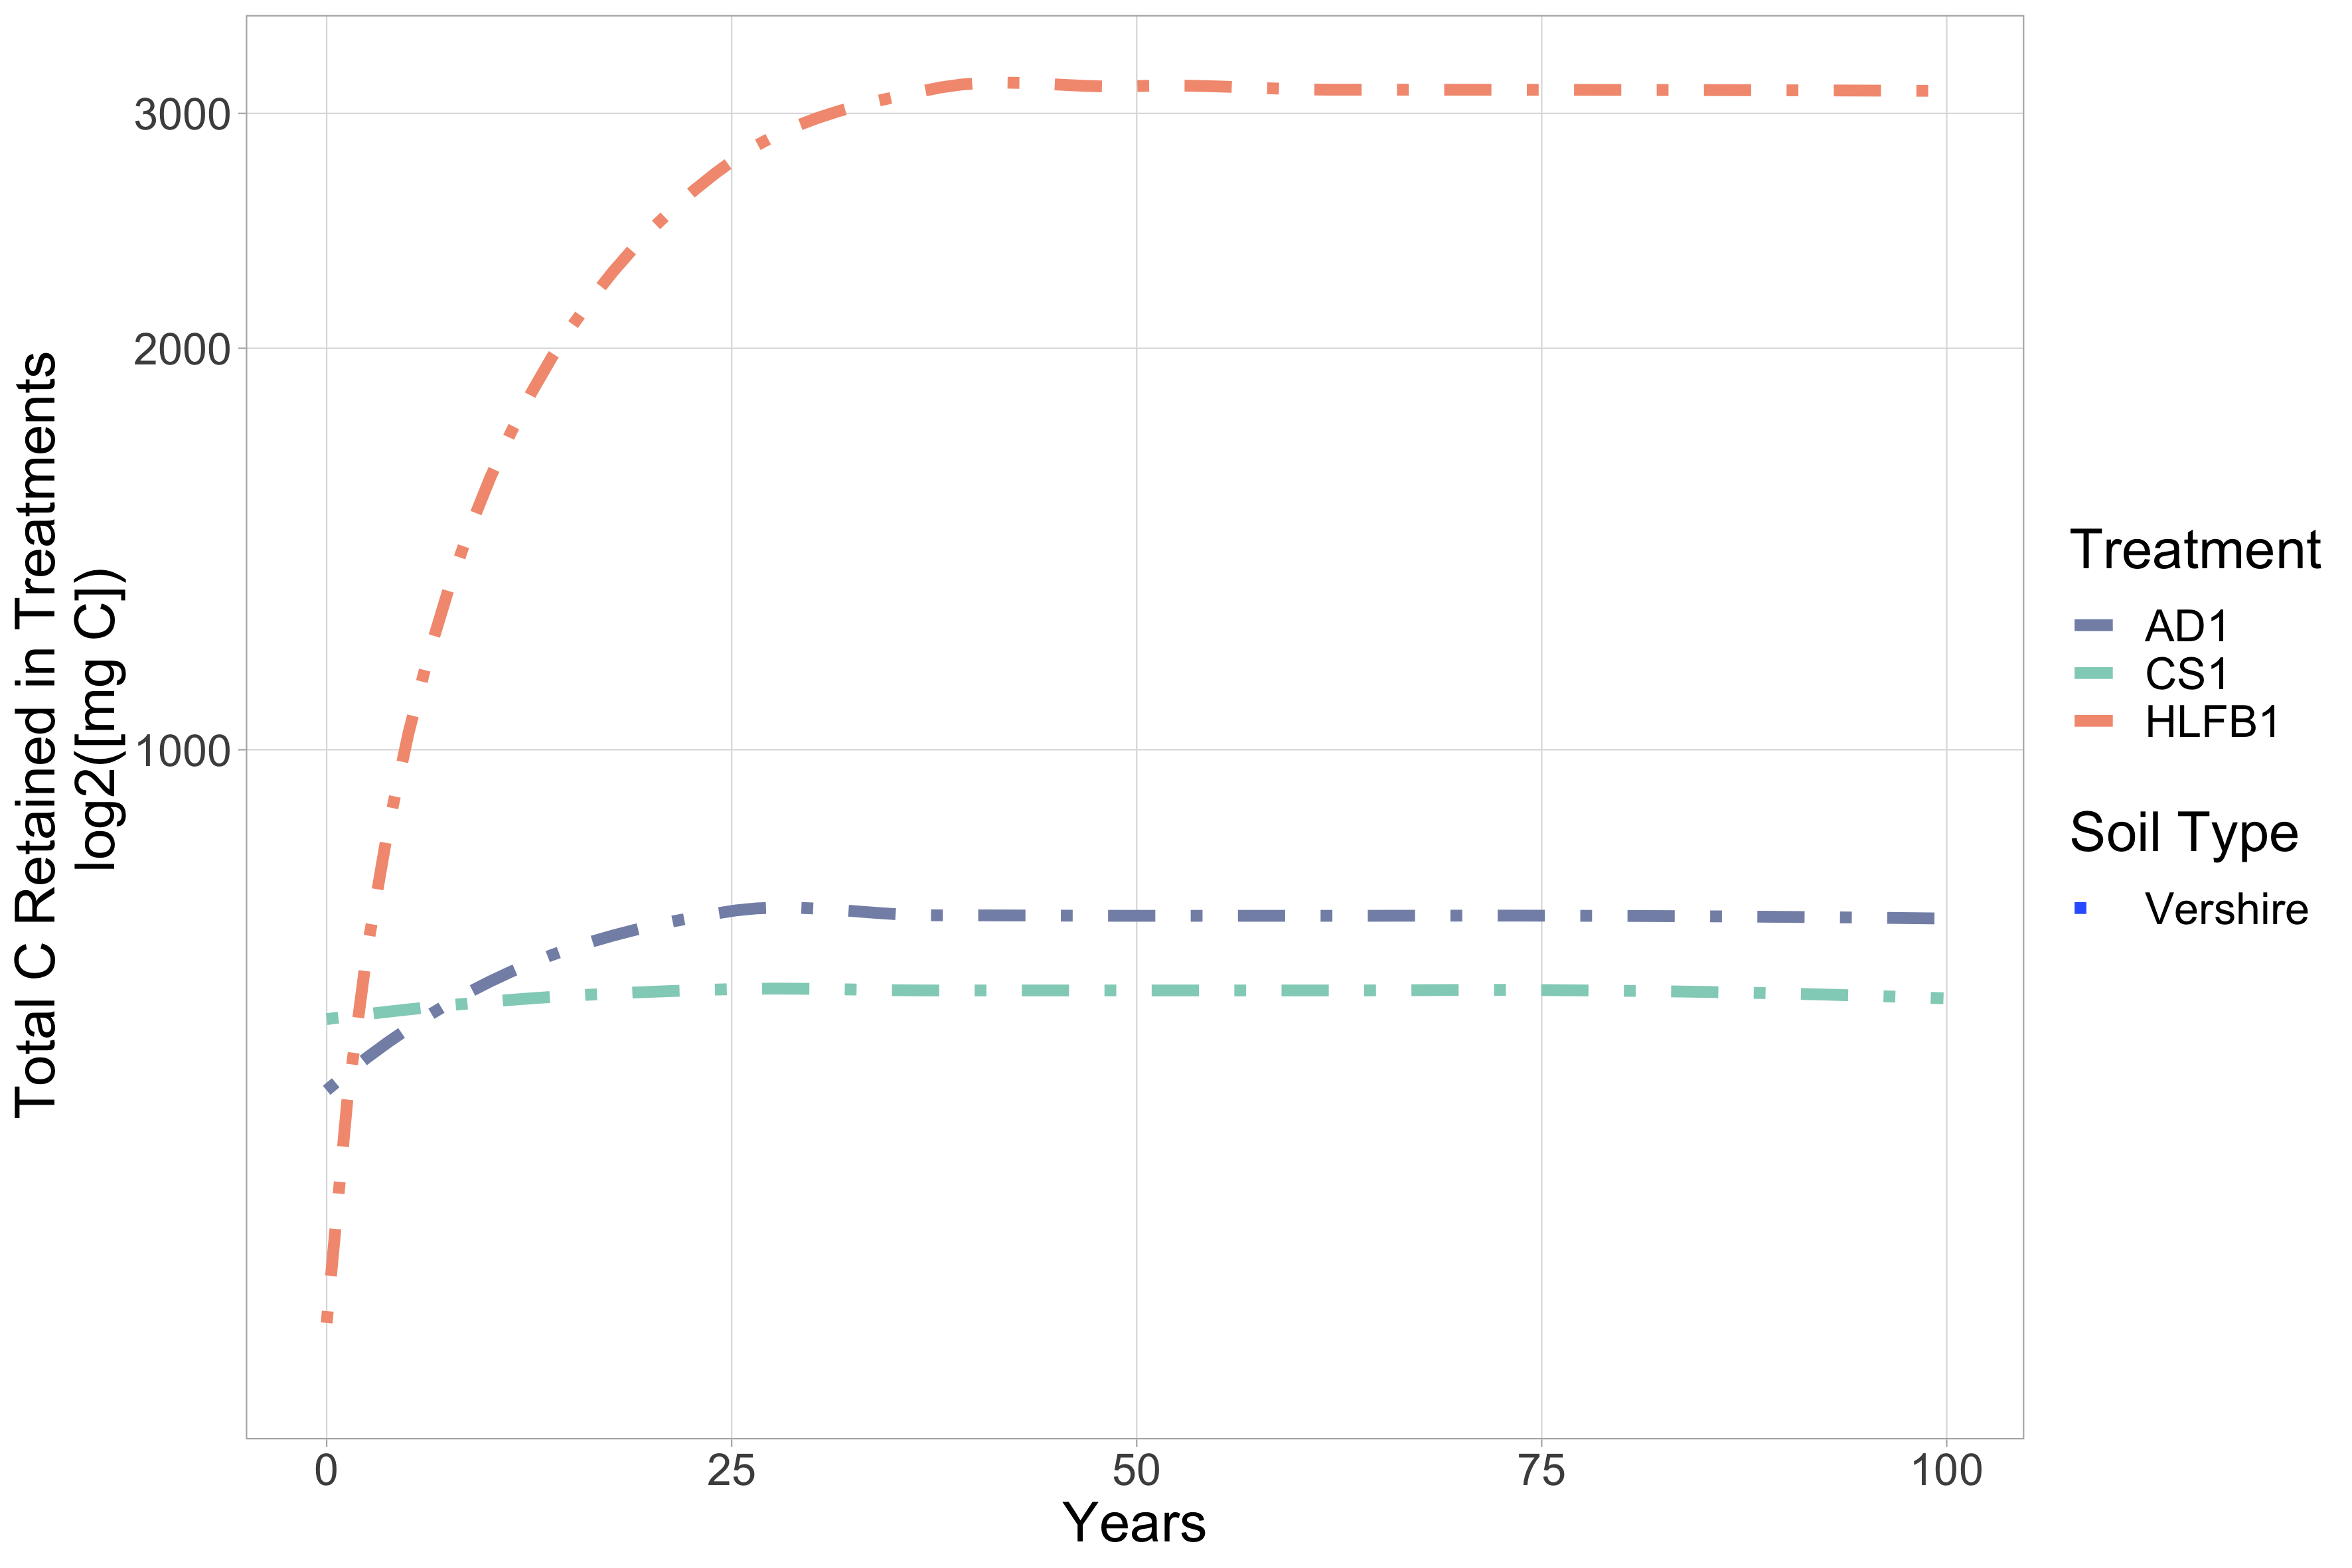 Total C Retained in Treatments
log2([mg C])
3000
2000
1000
0 25 50 75 100
Years
Treatment
AD1
CS1
HLFB1
Soil Type
Vershire